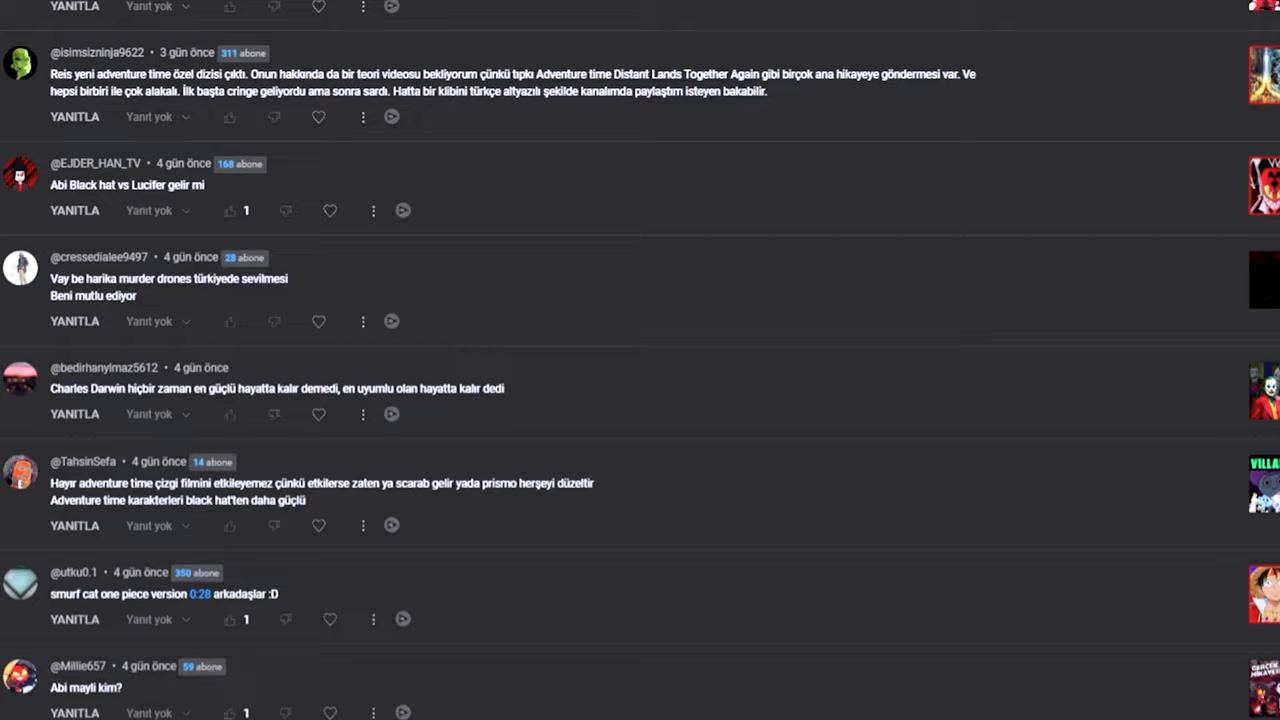 YANITLA Yanıt yok
@isimsizninja9622 • 3 gün önce 311 abone
Reis yeni adventure time özel dizisi çıktı. Onun hakkında da bir teori videosu bekliyorum çünkü tıpkı Adventure time Distant Lands Together Again gibi birçok ana hikayeye göndermesi var. Ve
hepsi birbiri ile çok alakalı. İlk başta cringe geliyordu ama sonra sardı. Hatta bir klibini türkçe altyazılı şekilde kanalımda paylaştım isteyen bakabilir.
YANITLA Yanıt yok
@EJDER_HAN_TV • 4 gün önce 168 abone
Abi Black hat vs Lucifer gelir mi
YANITLA Yanıt yok 1
@cressedialee9497 • 4 gün önce 28 abone
Vay be harika murder drones türkiyede sevilmesi
Beni mutlu ediyor
YANITLA Yanıt yok
@bedirhanylmaz5612 • 4 gün önce
Charles Darwin hiçbir zaman en güçlü hayatta kalır demedi, en uyumlu olan hayatta kalır dedi
YANITLA Yanıt yok
@TahsinSefa • 4 gün önce 14 abone
Hayır adventure time çizgi filmini etkileyemez çünkü etkilerse zaten ya scarab gelir yada prismo herşeyi düzeltir
Adventure time karakterleri black hat'ten daha güçlü
VILLA
YANITLA Yanıt yok
@utku0.1 • 4 gün önce 350 abone
smurf cat one piece version 0:28 arkadaşlar :D
YANITLA Yanıt yok 1
@Millie657 • 4 gün önce 59 abone
Abi mayli kim?
GERÇEK
HİKAYESİ
YANITLA Yanıt yok 1